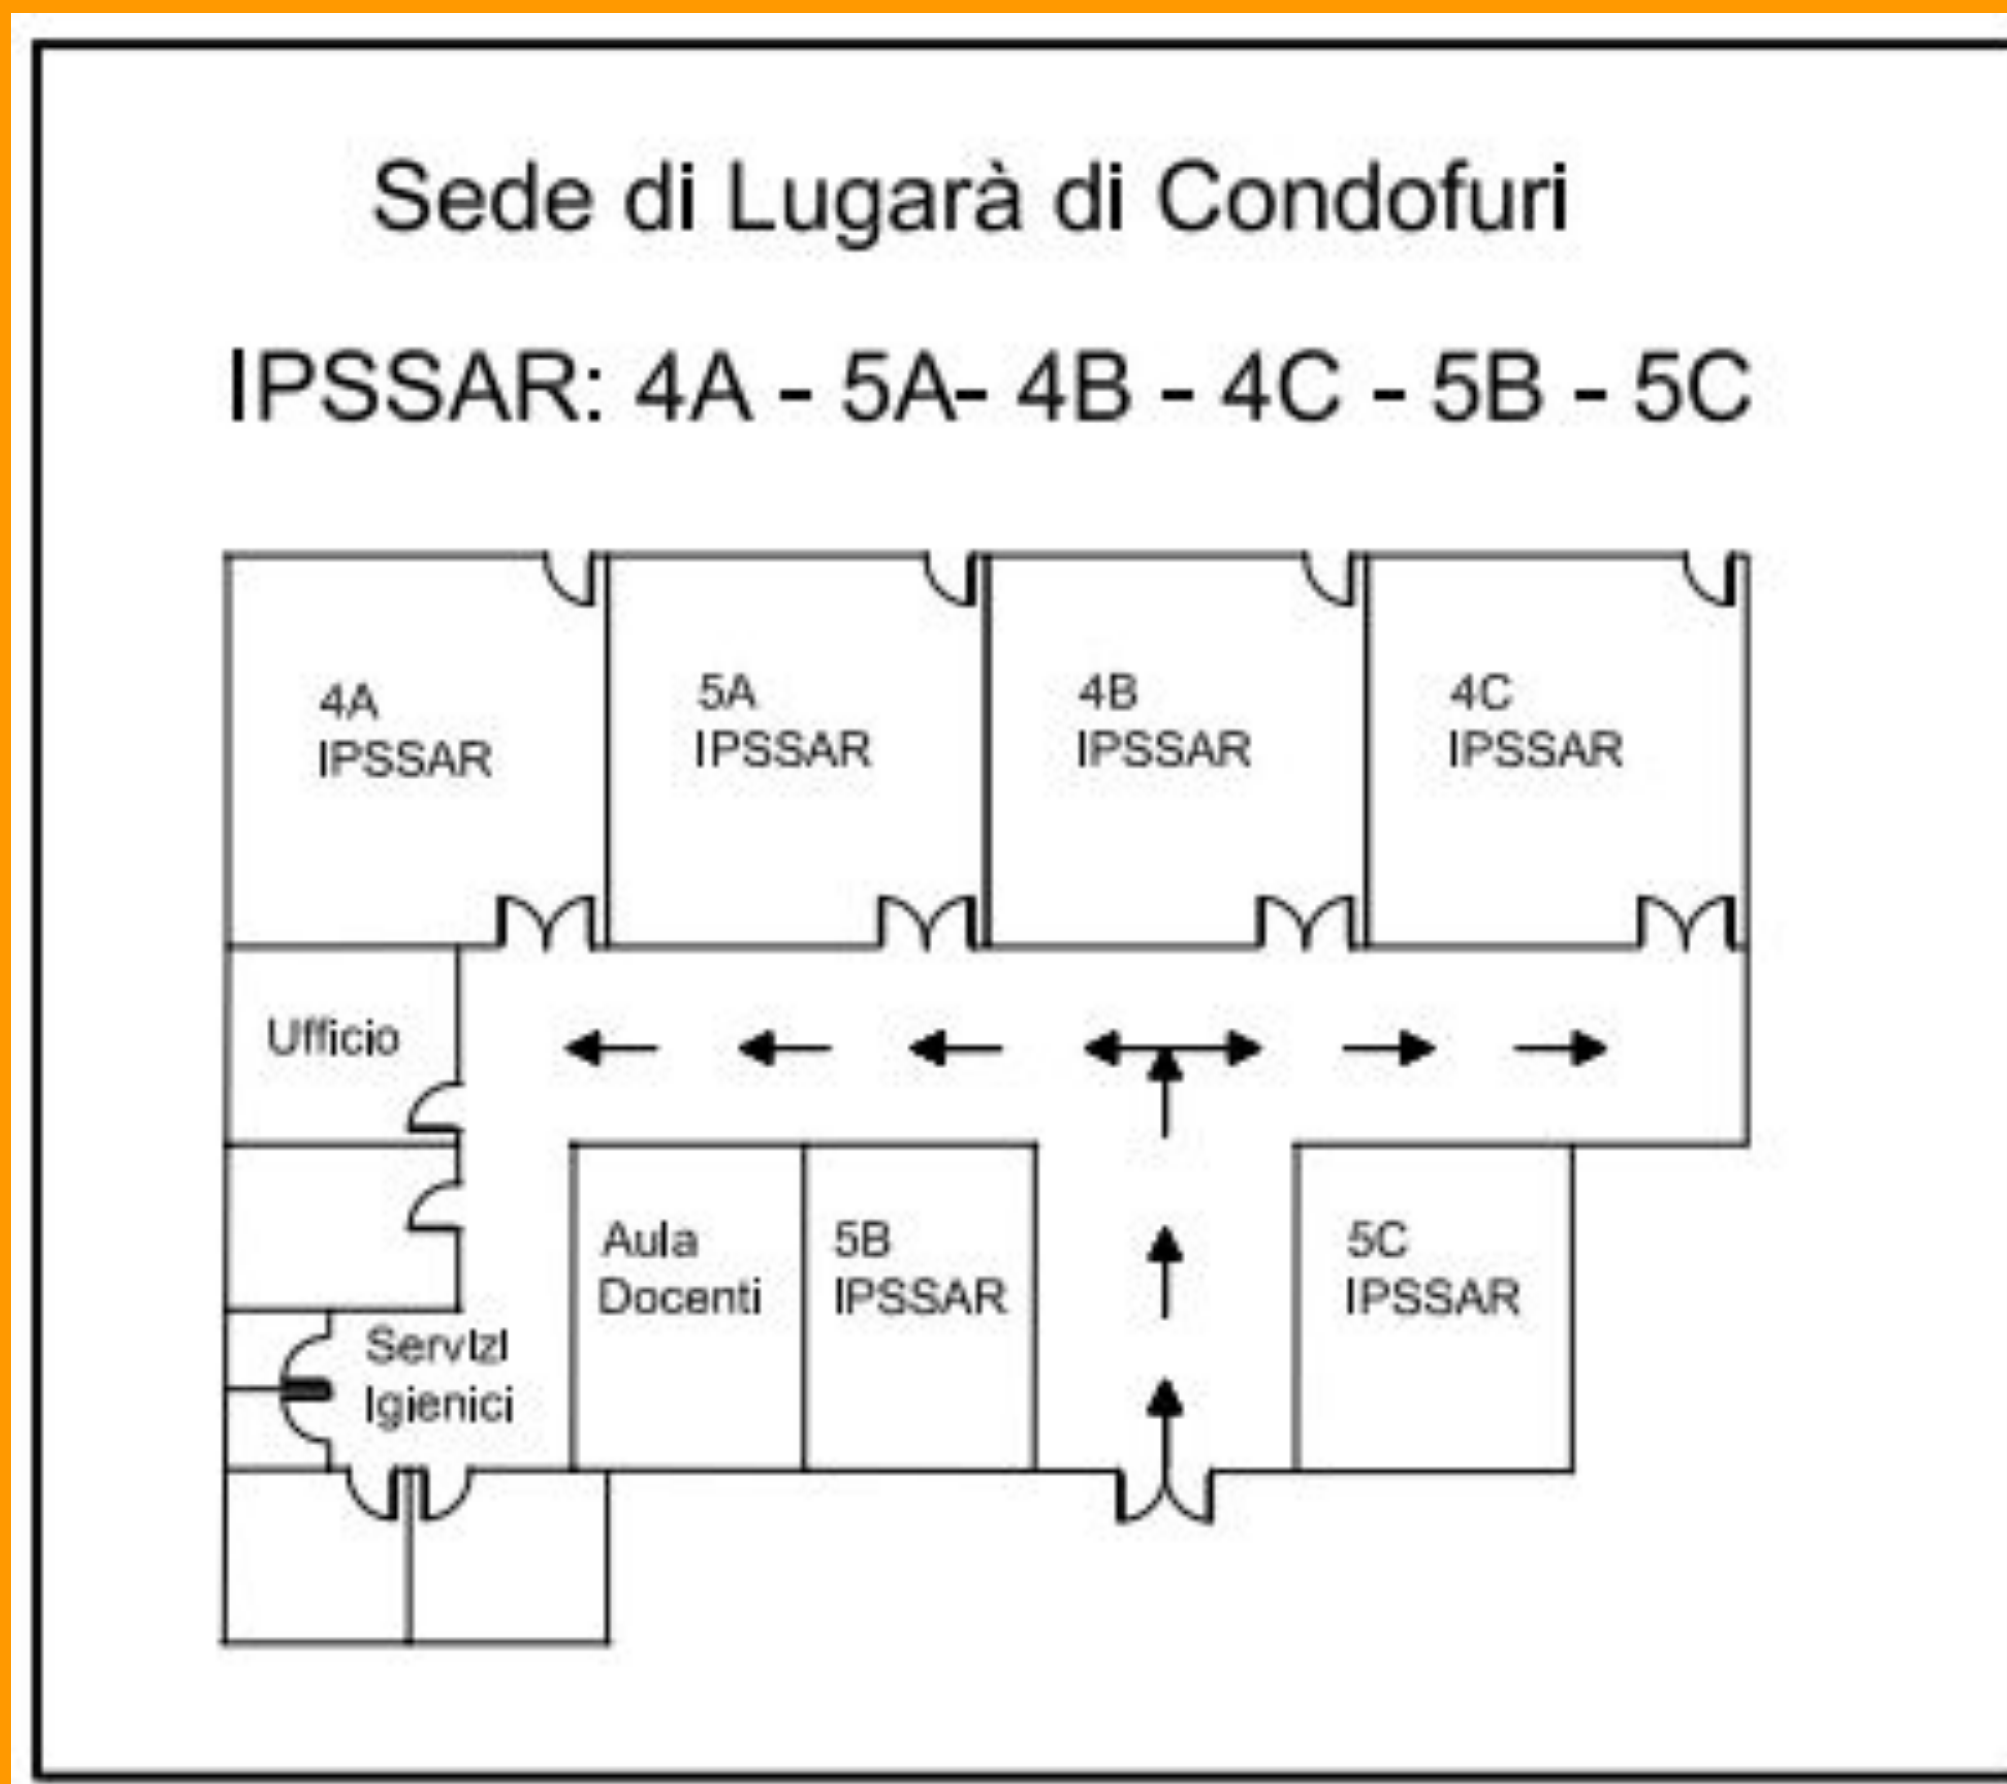 Sede di Lugarà di Condofuri
IPSSAR: 4A - 5A- 4B - 4C - 5B - 5C
4A
IPSSAR
5A
IPSSAR
4B
IPSSAR
4C
IPSSAR
Ufficio
Aula
Docenti
5B
IPSSAR
5C
IPSSAR
Servizi
Igienici